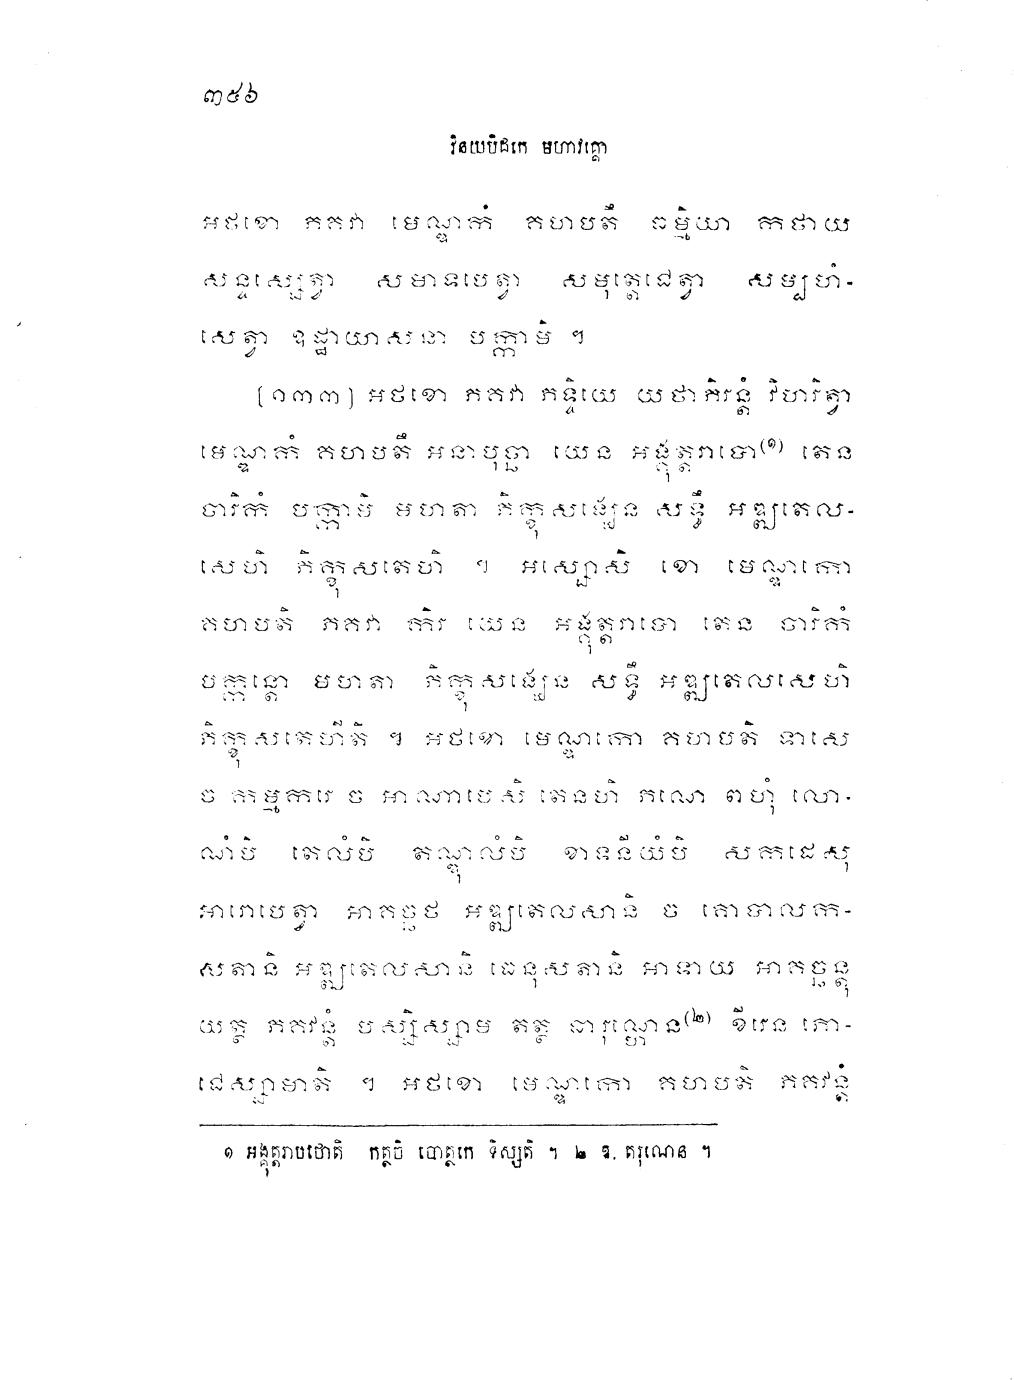 ៣៥៦
វិនយបិដកេ មហាវគ្គោ
អថខោ ភគវា មេណ្ឌកំ គហបតឹ ធម្មិយា កថាយ
សន្ទស្សេត្វា សមាទបេត្វា សមុត្តេជេត្វា សម្បហំ-
សេត្វា ឧដ្ឋាយាសនា បក្កាមិ ។
(១៣៣) អថខោ ភគវា ភទ្ទិយេ យថាភិរន្តំ វិហរិត្វា
មេណ្ឌកំ គហបតឹ អនាបុច្ឆា យេន អង្គុត្តរាបោ(១) តេន
ចារិកំ បក្កាមិ មហតា ភិក្ខុសង្ឃេន សទ្ធឹ អឌ្ឍតេល-
សេហិ ភិក្ខុសតេហិ ។ អស្សោសិ ខោ មេណ្ឌកោ
គហបតិ ភគវា កិរ យេន អង្គុត្តរាបោ តេន ចារិកំ
បក្កន្តោ មហតា ភិក្ខុសង្ឃេន សទ្ធឹ អឌ្ឍតេលសេហិ
ភិក្ខុសតេហីតិ ។ អថខោ មេណ្ឌកោ គហបតិ ទាសេ
ច កម្មករេ ច អាណាបេសិ តេនហិ ភណេ ពហុំ លោ-
ណំបិ តេលំបិ តណ្ឌុលំបិ ខាទនីយំបិ សកដេសុ
អារោបេត្វា អាគច្ឆថ អឌ្ឍតេលសានិ ច គោបាលក-
សតានិ អឌ្ឍតេលសានិ ធេនុសតានិ អាទាយ អាគច្ឆន្តុ
យត្ថ ភគវន្តំ បស្សិស្សាម តត្ថ ធារុណ្ហេន(២) ខីរេន ភោ-
ជេស្សាមាតិ ។ អថខោ មេណ្ឌកោ គហបតិ ភគវន្តំ
១ អង្គុត្តរាបថោតិ កត្ថចិ បោត្ថកេ ទិស្សតិ ។ ២ ឱ. តរុណេន ។